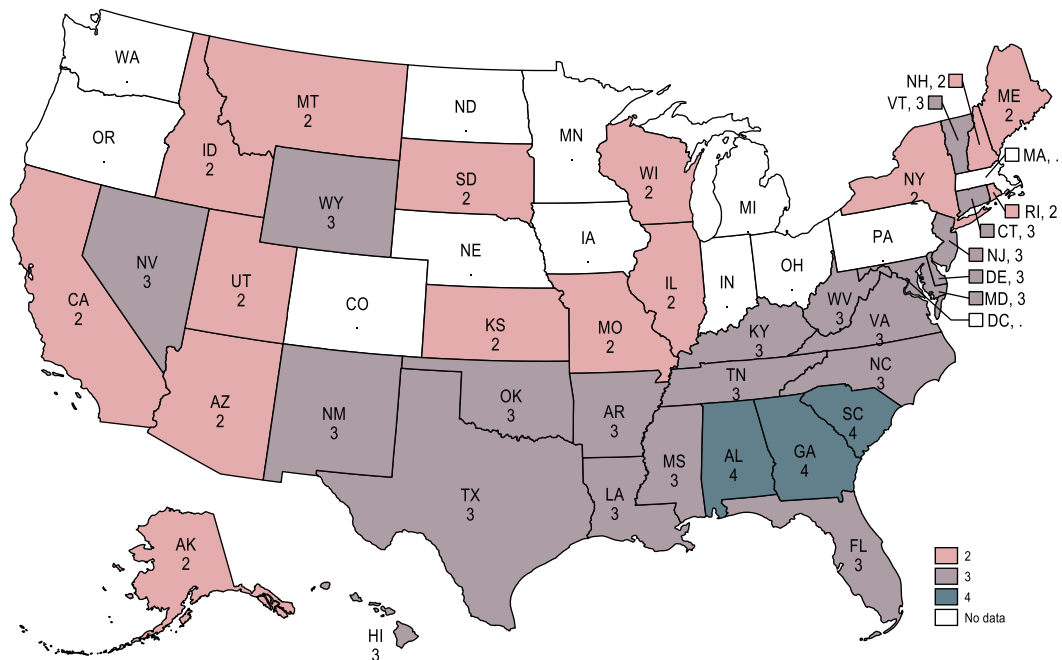 WA
.
OR
.
CA
2
NV
3
ID
2
MT
2
WY
3
UT
2
AZ
2
CO
.
NM
3
ND
.
SD
2
NE
.
KS
2
OK
3
TX
3
MN
.
IA
.
MO
2
AR
3
LA
3
WI
2
IL
2
MI
.
IN
.
OH
.
KY
3
TN
3
MS
3
AL
4
GA
4
FL
3
SC
4
NC
3
VA
3
WV
3
PA
.
NY
2
ME
2
NH, 2
VT, 3
MA, .
RI, 2
CT, 3
NJ, 3
DE, 3
MD, 3
DC, .
AK
2
HI
3
2
3
4
No data